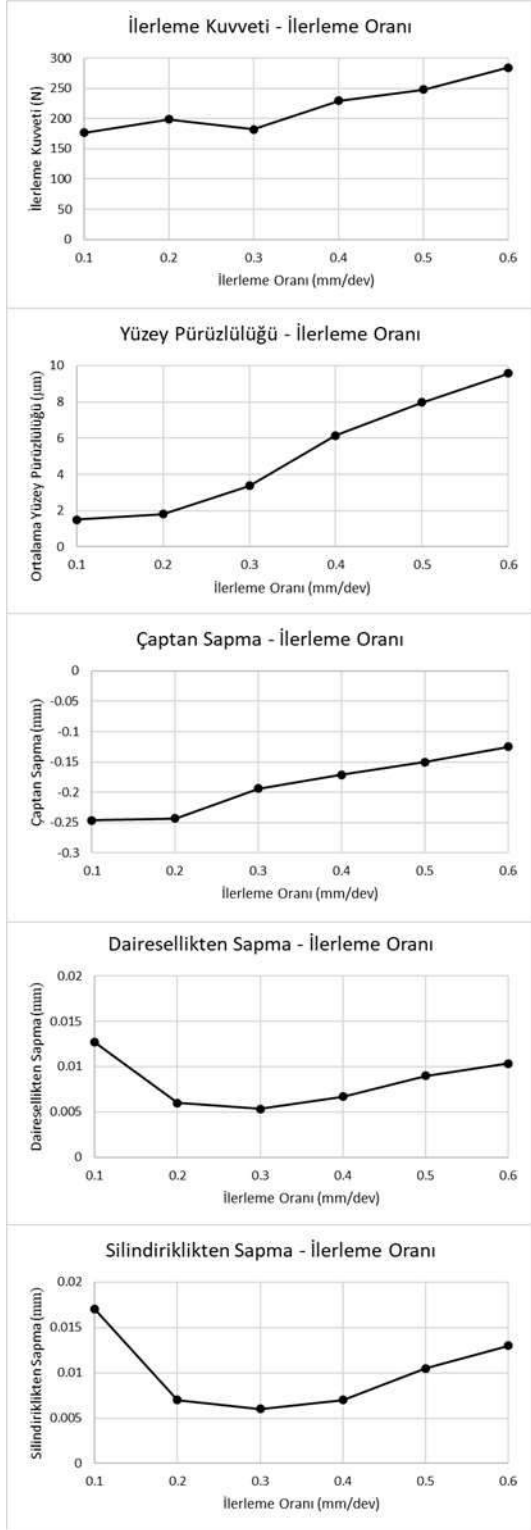 İlerleme Kuvveti - İlerleme Oranı
İlerleme Kuvveti (N)
300
250
200
150
100
50
0
0.1 0.2 0.3 0.4 0.5 0.6
İlerleme Oranı (mm/dev)
Yüzey Pürüzlülüğü - İlerleme Oranı
Ortalama Yüzey Pürüzlülüğü (µm)
10
8
6
4
2
0
0.1 0.2 0.3 0.4 0.5 0.6
İlerleme Oranı (mm/dev)
Çaptan Sapma - İlerleme Oranı
Çaptan Sapma (mm)
0
-0.05
-0.1
-0.15
-0.2
-0.25
-0.3
0.1 0.2 0.3 0.4 0.5 0.6
İlerleme Oranı (mm/dev)
Dairesellikten Sapma - İlerleme Oranı
Dairesellikten Sapma (mm)
0.02
0.015
0.01
0.005
0
0.1 0.2 0.3 0.4 0.5 0.6
İlerleme Oranı (mm/dev)
Silindiriklikten Sapma - İlerleme Oranı
Silindiriklikten Sapma (mm)
0.02
0.015
0.01
0.005
0
0.1 0.2 0.3 0.4 0.5 0.6
İlerleme Oranı (mm/dev)